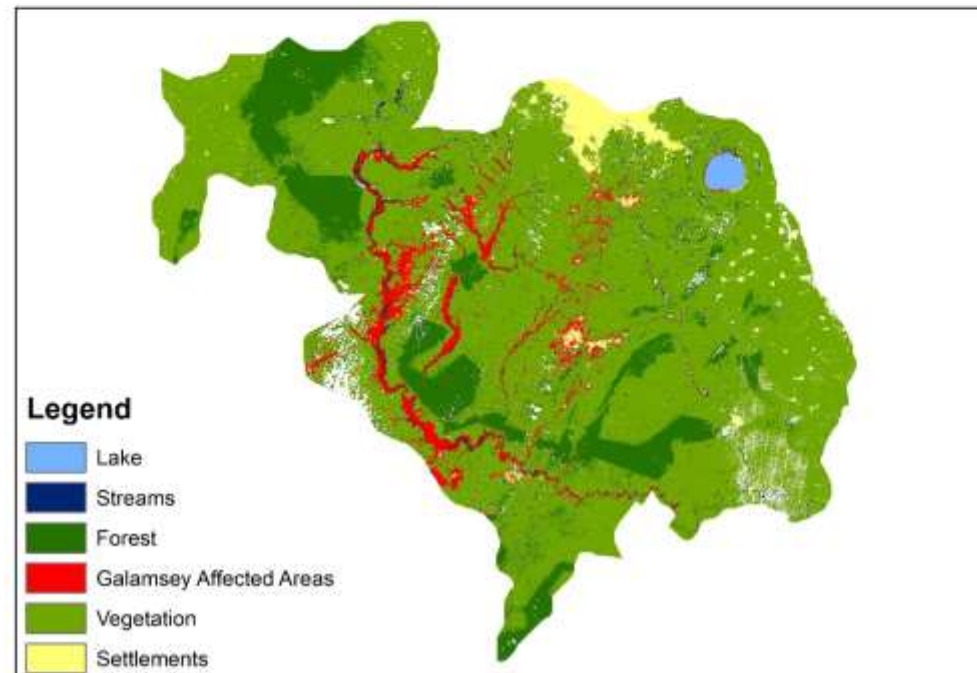 Legend
Lake
Streams
Forest
Galamsey Affected Areas
Vegetation
Settlements